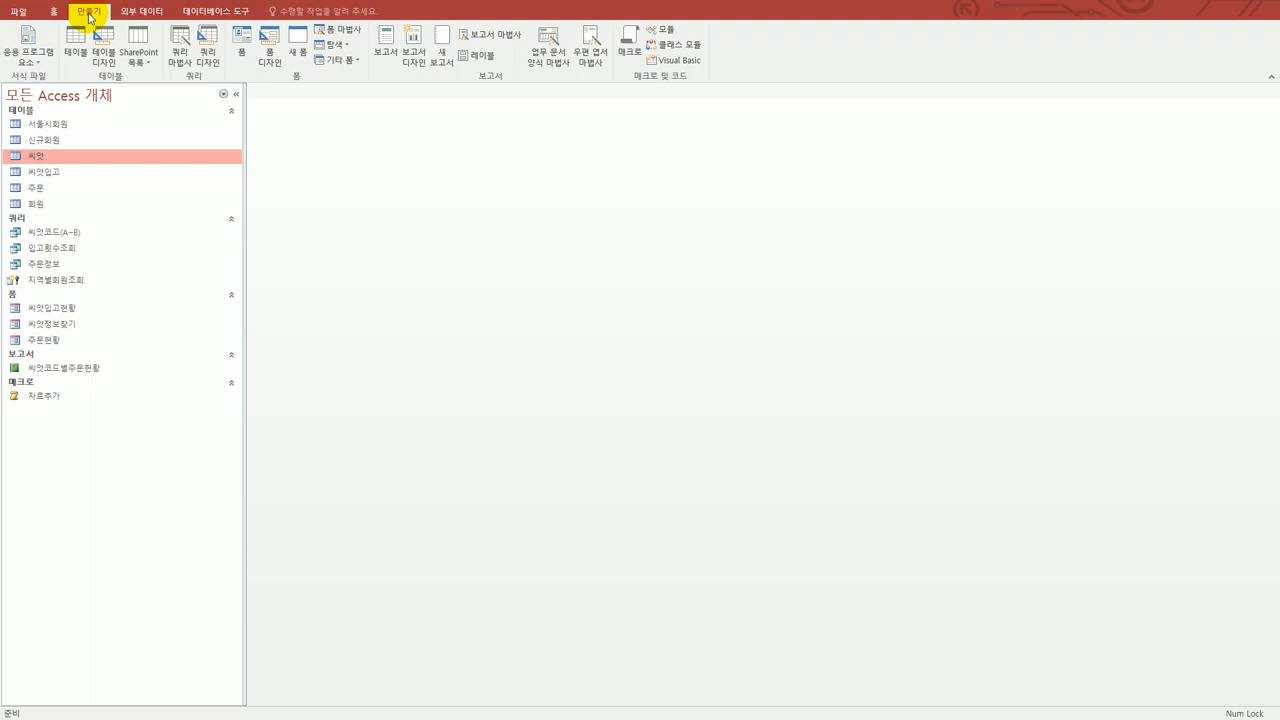 파일 홈 만들기 외부 데이터 데이터베이스 도구 수행할 작업을 알려 주세요.
응용 프로그램 요소
서식 파일
테이블
테이블 디자인
SharePoint 목록
테이블
쿼리 마법사
쿼리 디자인
쿼리
폼
폼 디자인
새 폼
폼 마법사
탐색
기타 폼
폼
보고서
보고서 디자인
새 보고서
보고서 마법사
레이블
업무 문서 양식 마법사
우편 엽서 마법사
보고서
매크로
모듈
클래스 모듈
Visual Basic
매크로 및 코드
모든 Access 개체
테이블
서울시회원
신규회원
씨앗
씨앗입고
주문
회원
쿼리
씨앗코드(A~B)
입고횟수조회
주문정보
지역별회원조회
폼
씨앗입고현황
씨앗정보찾기
주문현황
보고서
씨앗코드별주문현황
매크로
자료추가
준비
Num Lock